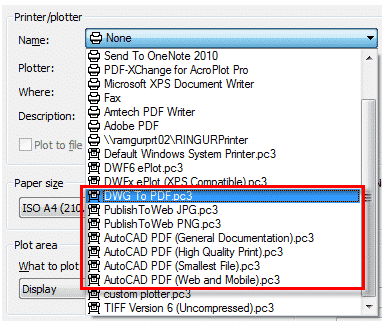 Printer/plotter
Name:
None
Send To OneNote 2010
Plotter:
PDF-XChange for AcroPlot Pro
Microsoft XPS Document Writer
Where:
Fax
Description:
Amtech PDF Writer
Adobe PDF
Plot to file
\\ramgurprt02\RINGURPrinter
Default Windows System Printer.pc3
DWF6 ePlot.pc3
Paper size
DWFx ePlot (XPS Compatible).pc3
DWG To PDF.pc3
ISO A4 (210
PublishToWeb JPG.pc3
PublishToWeb PNG.pc3
Plot area
AutoCAD PDF (General Documentation).pc3
AutoCAD PDF (High Quality Print).pc3
What to plot
AutoCAD PDF (Smallest File).pc3
AutoCAD PDF (Web and Mobile).pc3
Display
custom plotter.pc3
TIFF Version 6 (Uncompressed).pc3